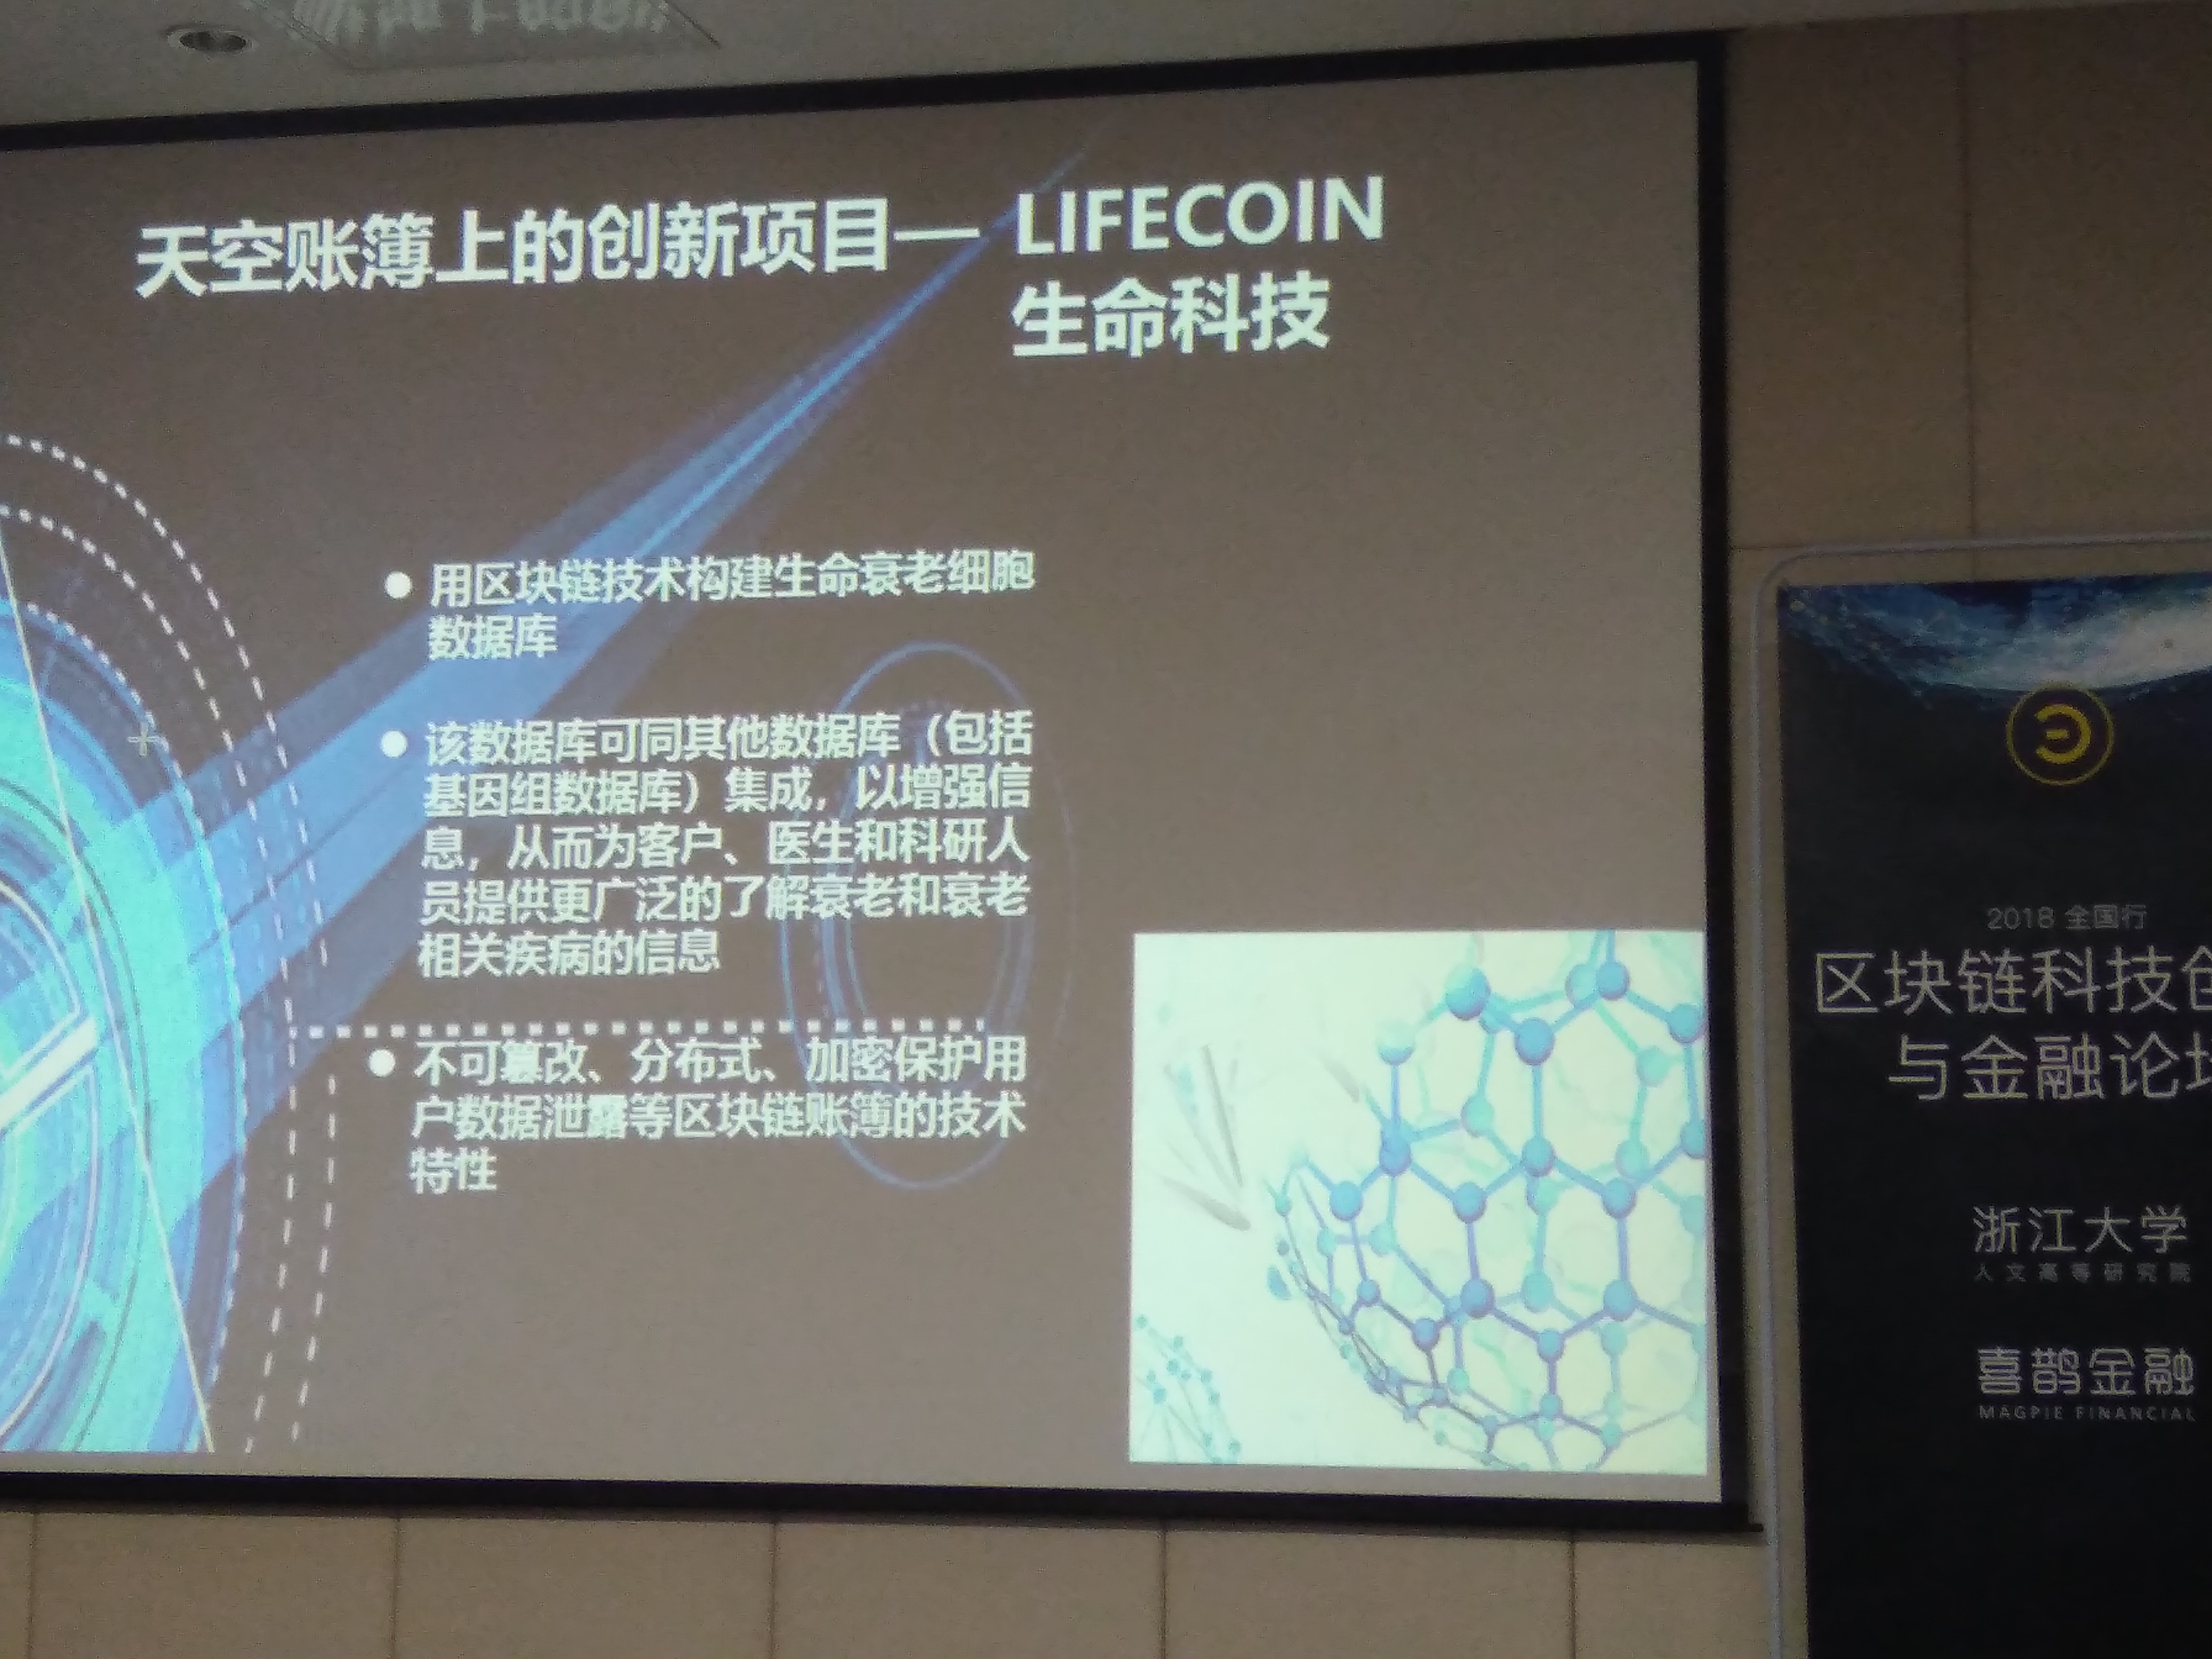 天空账簿上的创新项目— LIFECOIN
生命科技
用区块链技术构建生命衰老细胞
数据库
该数据库可同其他数据库（包括
基因组数据库）集成，以增强信
息，从而为客户、医生和科研人
员提供更广泛的了解衰老和衰老
相关疾病的信息
不可篡改、分布式、加密保护用
户数据泄露等区块链账簿的技术
特性
2018 全国行
区块链科技创
与金融论坛
浙江大学
人文高等研究院
喜鹊金融
MAGPIE FINANCIAL